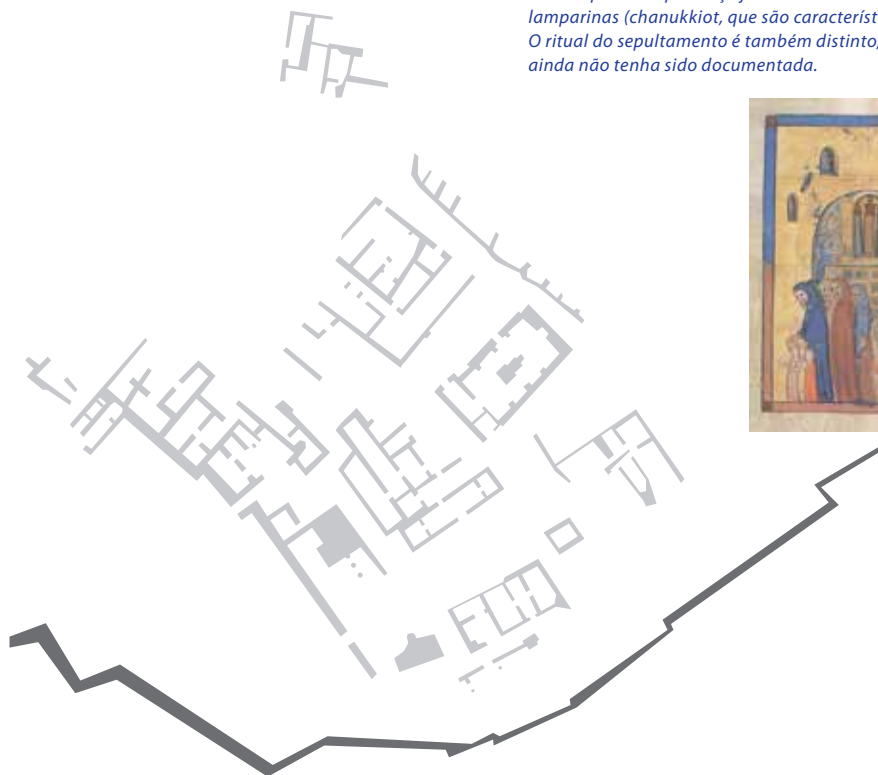 lamparinas (chanukkiot, que são característ
O ritual do sepultamento é também distinto,
ainda não tenha sido documentada.